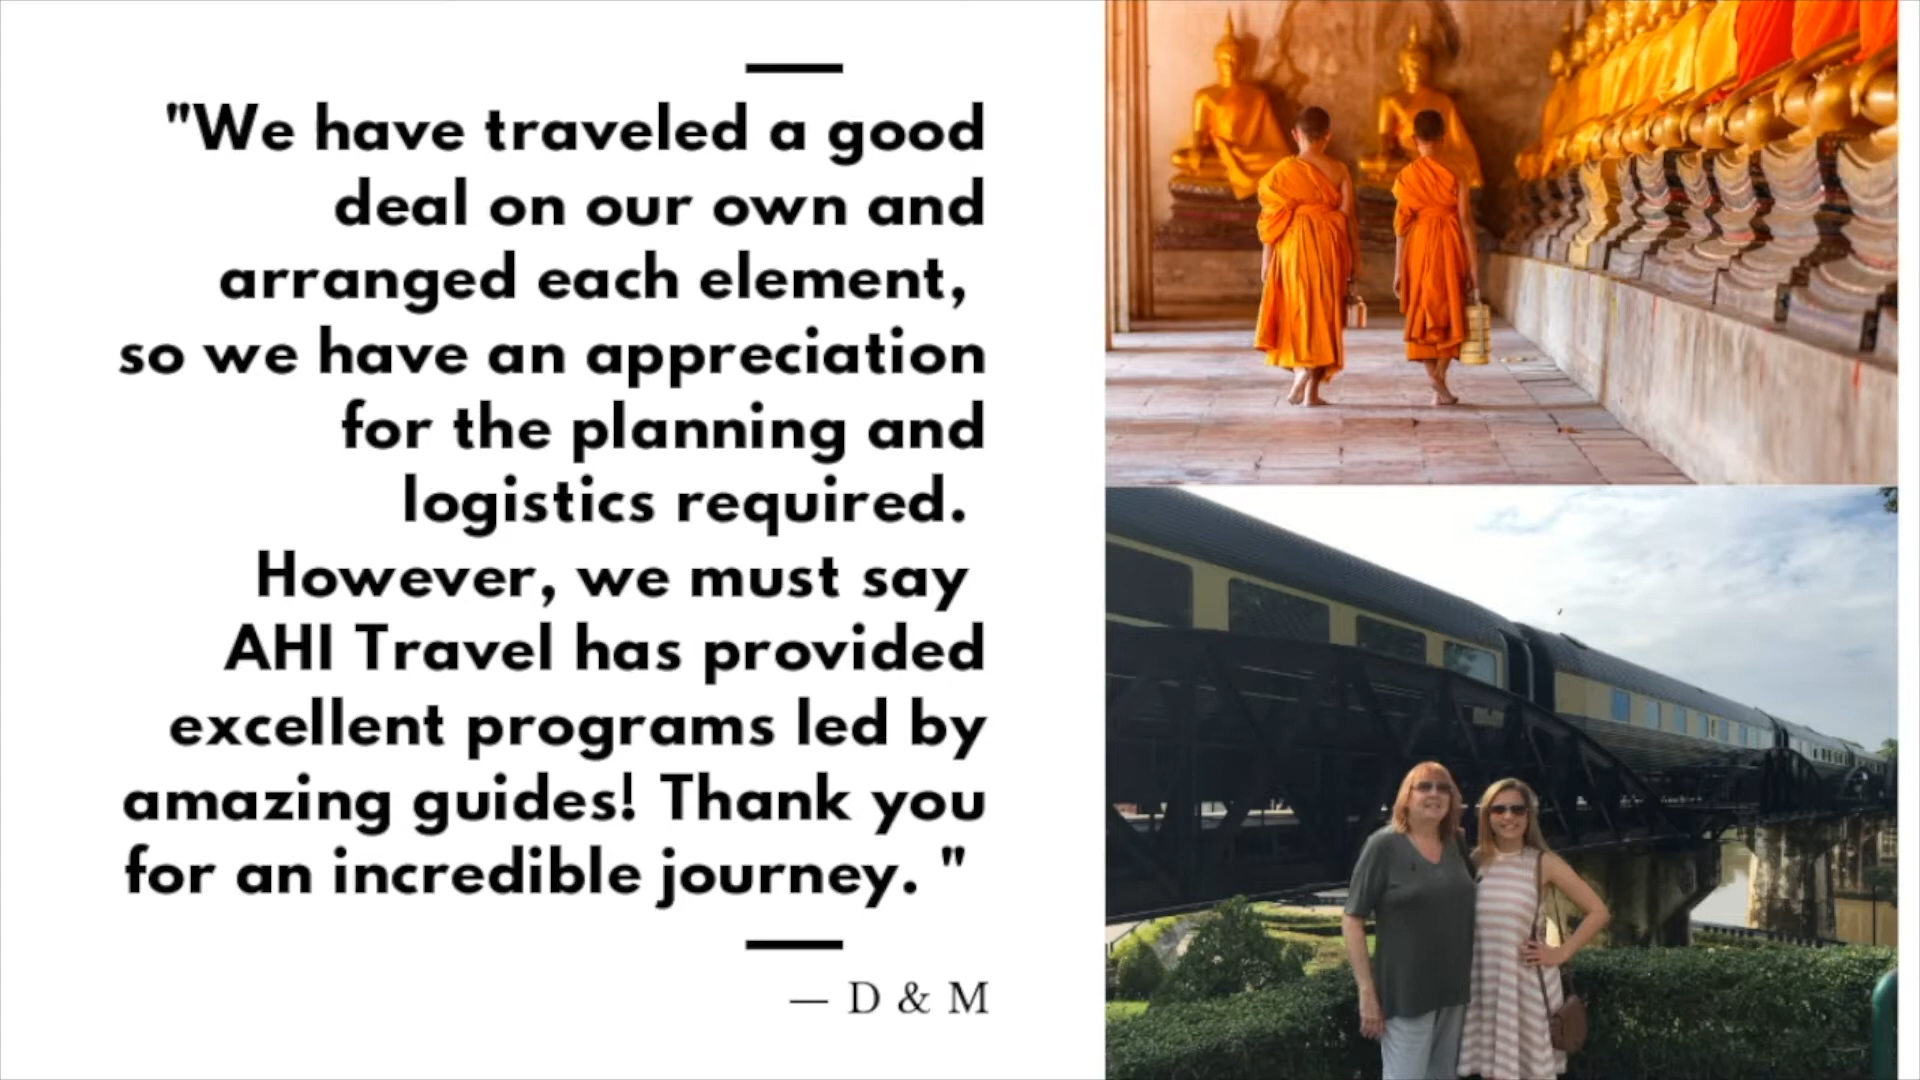 "We have traveled a good
deal on our own and
arranged each element,
so we have an appreciation
for the planning and
logistics required.
However, we must say
AHI Travel has provided
excellent programs led by
amazing guides! Thank you
for an incredible journey. "
— D & M